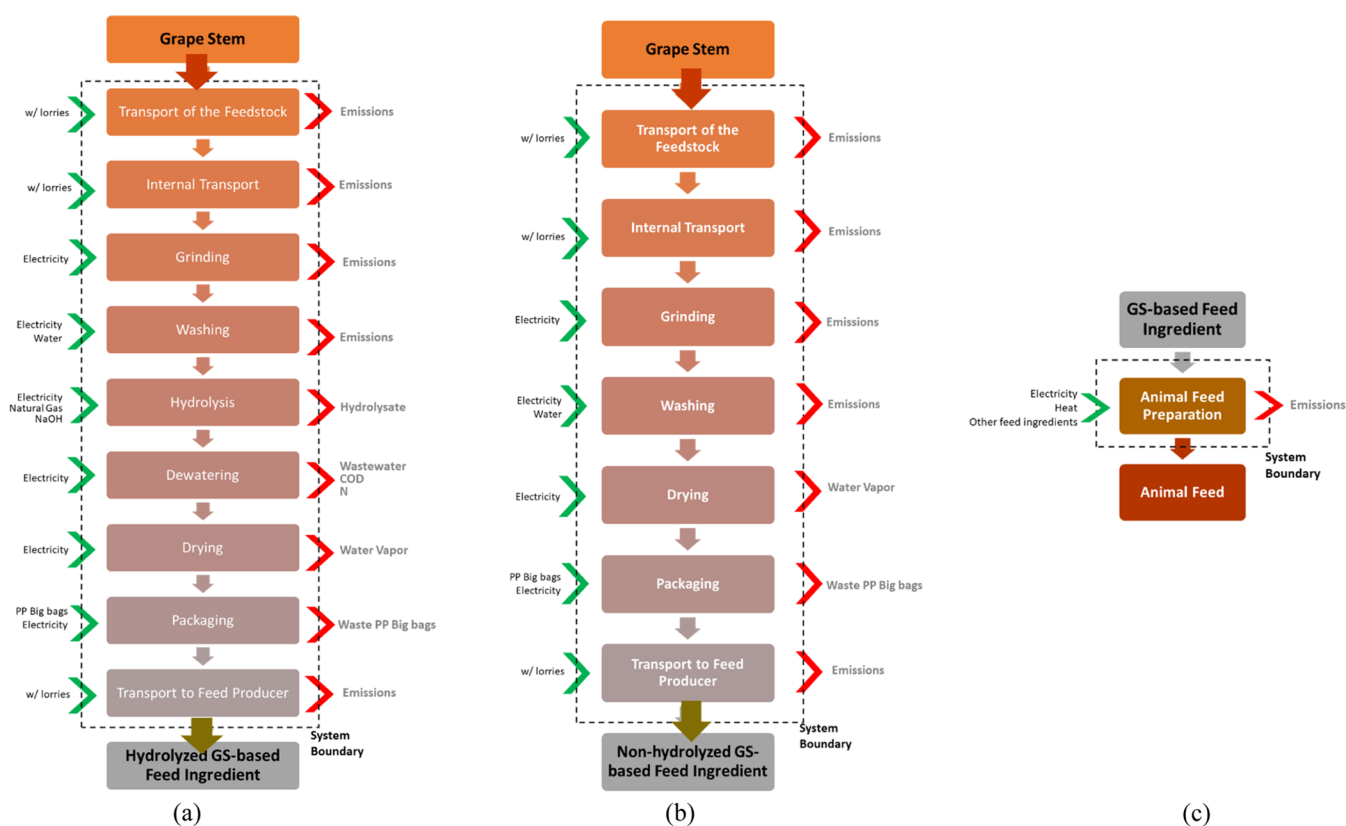 Grape Stem
w/ lorries
Transport of the Feedstock
Emissions
w/ lorries
Internal Transport
Emissions
Electricity
Grinding
Emissions
Electricity
Water
Washing
Emissions
Electricity
Natural Gas
NaOH
Hydrolysis
Hydrolysate
Electricity
Dewatering
Wastewater
COD
N
Electricity
Drying
Water Vapor
PP Big bags
Electricity
Packaging
Waste PP Big bags
w/ lorries
Transport to Feed Producer
Emissions
System
Boundary
Hydrolyzed GS-based
Feed Ingredient
(a)
Grape Stem
w/ lorries
Transport of the
Feedstock
Emissions
w/ lorries
Internal Transport
Emissions
Electricity
Grinding
Emissions
Electricity
Water
Washing
Emissions
Electricity
Drying
Water Vapor
PP Big bags
Electricity
Packaging
Waste PP Big bags
w/ lorries
Transport to Feed
Producer
Emissions
System
Boundary
Non-hydrolyzed GS-
based Feed Ingredient
(b)
GS-based Feed
Ingredient
Electricity
Heat
Other feed ingredients
Animal Feed
Preparation
Emissions
System
Boundary
Animal Feed
(c)